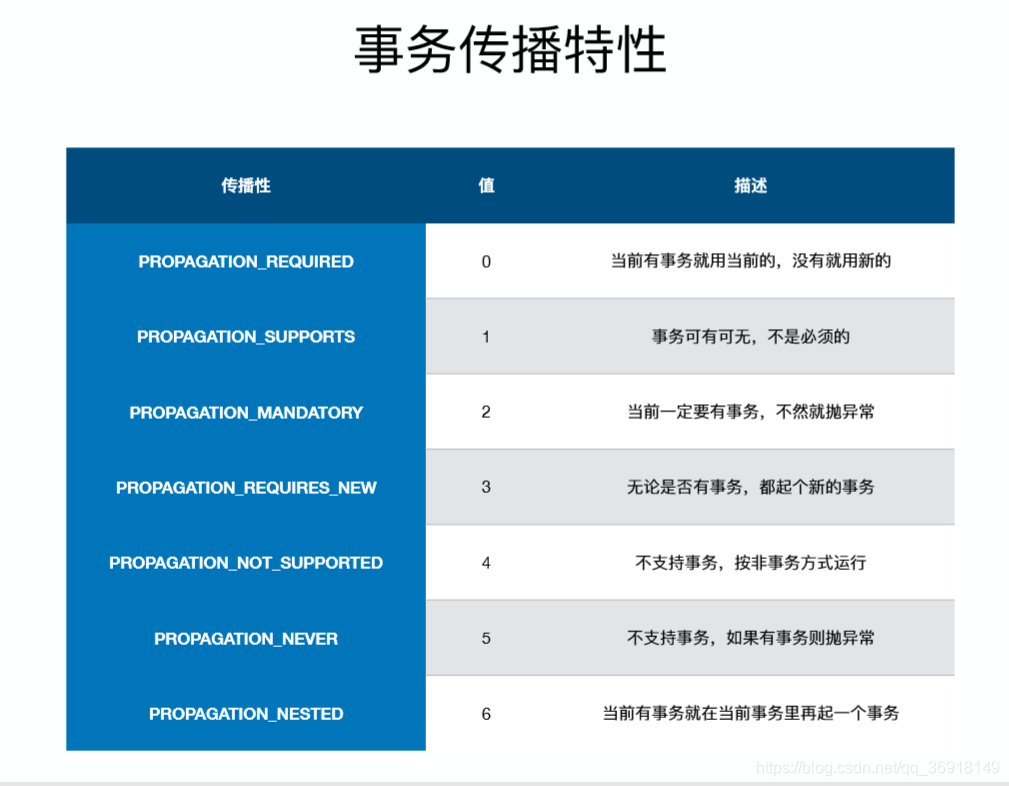 事务传播特性
传播性 值 描述
PROPAGATION_REQUIRED 0 当前有事务就用当前的，没有就用新的
PROPAGATION_SUPPORTS 1 事务可有可无，不是必须的
PROPAGATION_MANDATORY 2 当前一定要有事务，不然就抛异常
PROPAGATION_REQUIRES_NEW 3 无论是否有事务，都起个新的事务
PROPAGATION_NOT_SUPPORTED 4 不支持事务，按非事务方式运行
PROPAGATION_NEVER 5 不支持事务，如果有事务则抛异常
PROPAGATION_NESTED 6 当前有事务就在当前事务里再起一个事务
https://blog.csdn.net/qq_36918149